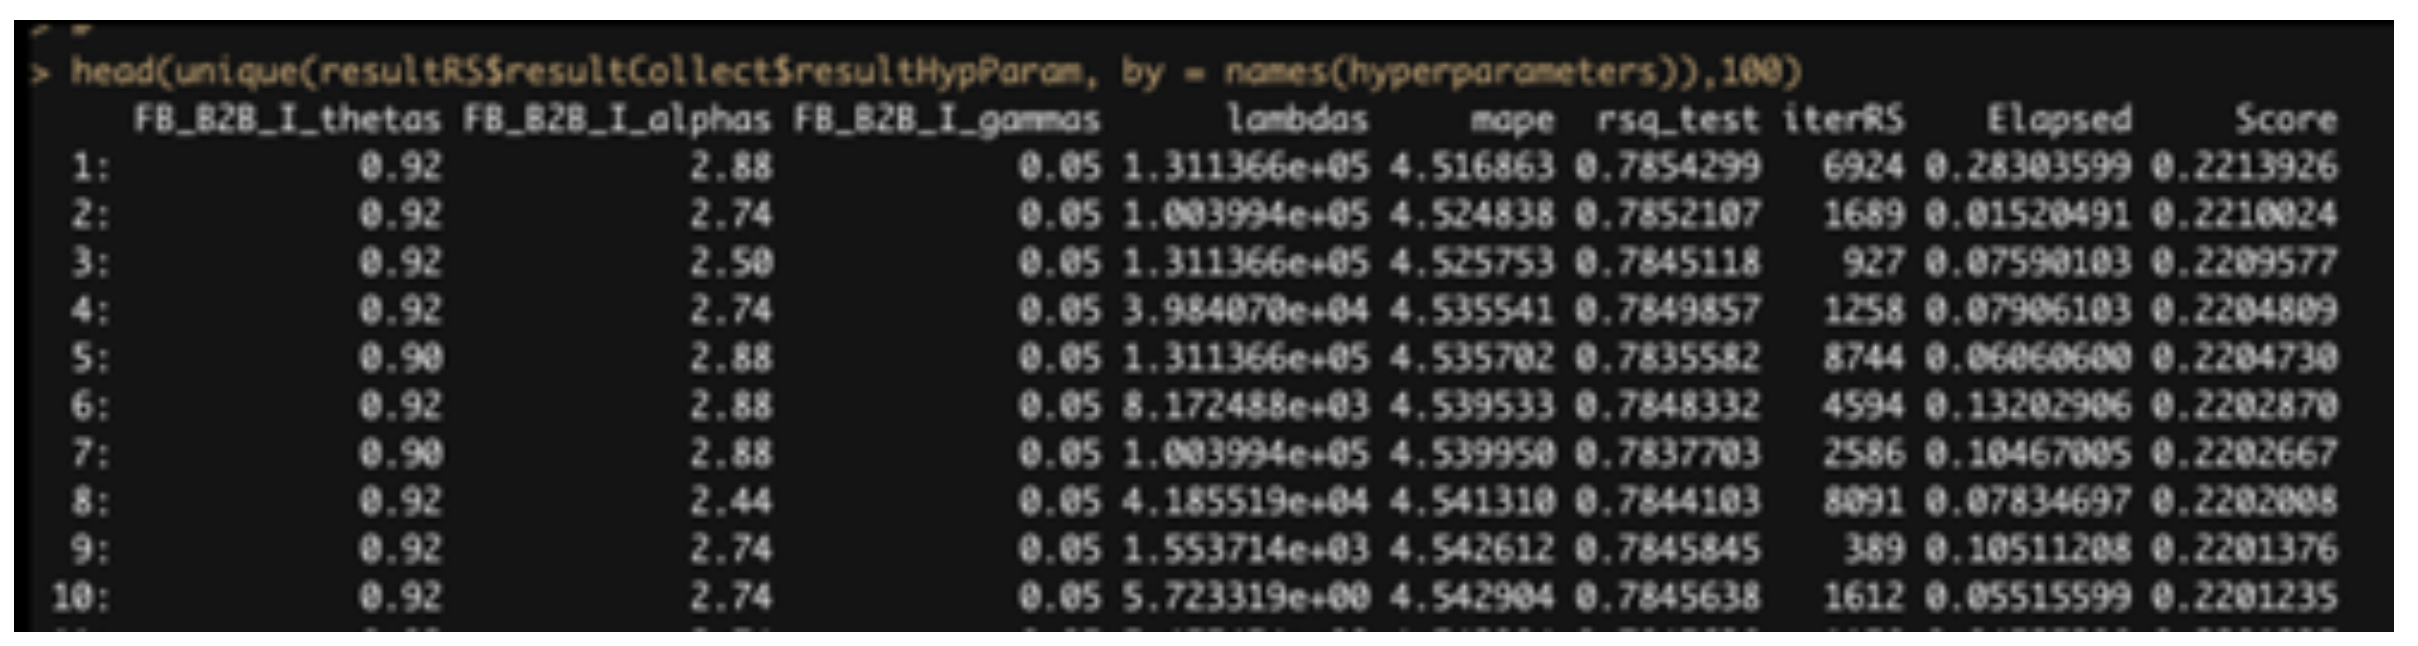 > head(unique(resultRS$resultCollect$resultHypParam, by = names(hyperparameters)),100)
FB_B2B_I_thetas FB_B2B_I_alphas FB_B2B_I_gammas lambdas mape rsq_test iterRS Elapsed Score
1: 0.92 2.88 0.05 1.311366e+05 4.516863 0.7854299 6924 0.28303599 0.2213926
2: 0.92 2.74 0.05 1.003994e+05 4.524838 0.7852107 1689 0.01520491 0.2210024
3: 0.92 2.50 0.05 1.311366e+05 4.525753 0.7845118 927 0.07590103 0.2209577
4: 0.92 2.74 0.05 3.984070e+04 4.535541 0.7849857 1258 0.07906103 0.2204809
5: 0.90 2.88 0.05 1.311366e+05 4.535702 0.7835582 8744 0.06060600 0.2204730
6: 0.92 2.88 0.05 8.172488e+03 4.539533 0.7848332 4594 0.13202906 0.2202870
7: 0.90 2.88 0.05 1.003994e+05 4.539950 0.7837703 2586 0.10467005 0.2202667
8: 0.92 2.44 0.05 4.185519e+04 4.541310 0.7844103 8091 0.07834697 0.2202008
9: 0.92 2.74 0.05 1.553714e+03 4.542612 0.7845845 389 0.10511208 0.2201376
10: 0.92 2.74 0.05 5.723319e+00 4.542904 0.7845638 1612 0.05515599 0.2201235